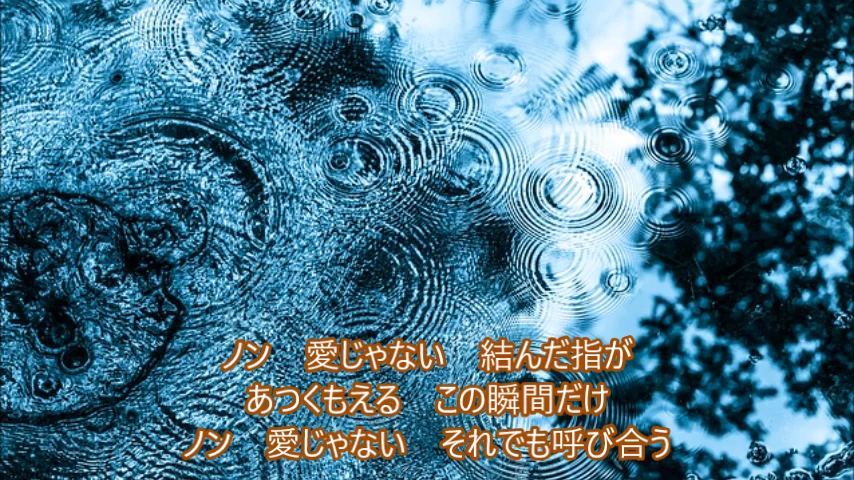 ノン　愛じゃない　結んだ指が
あつくもえる　この瞬間だけ
ノン　愛じゃない　それでも呼び合う